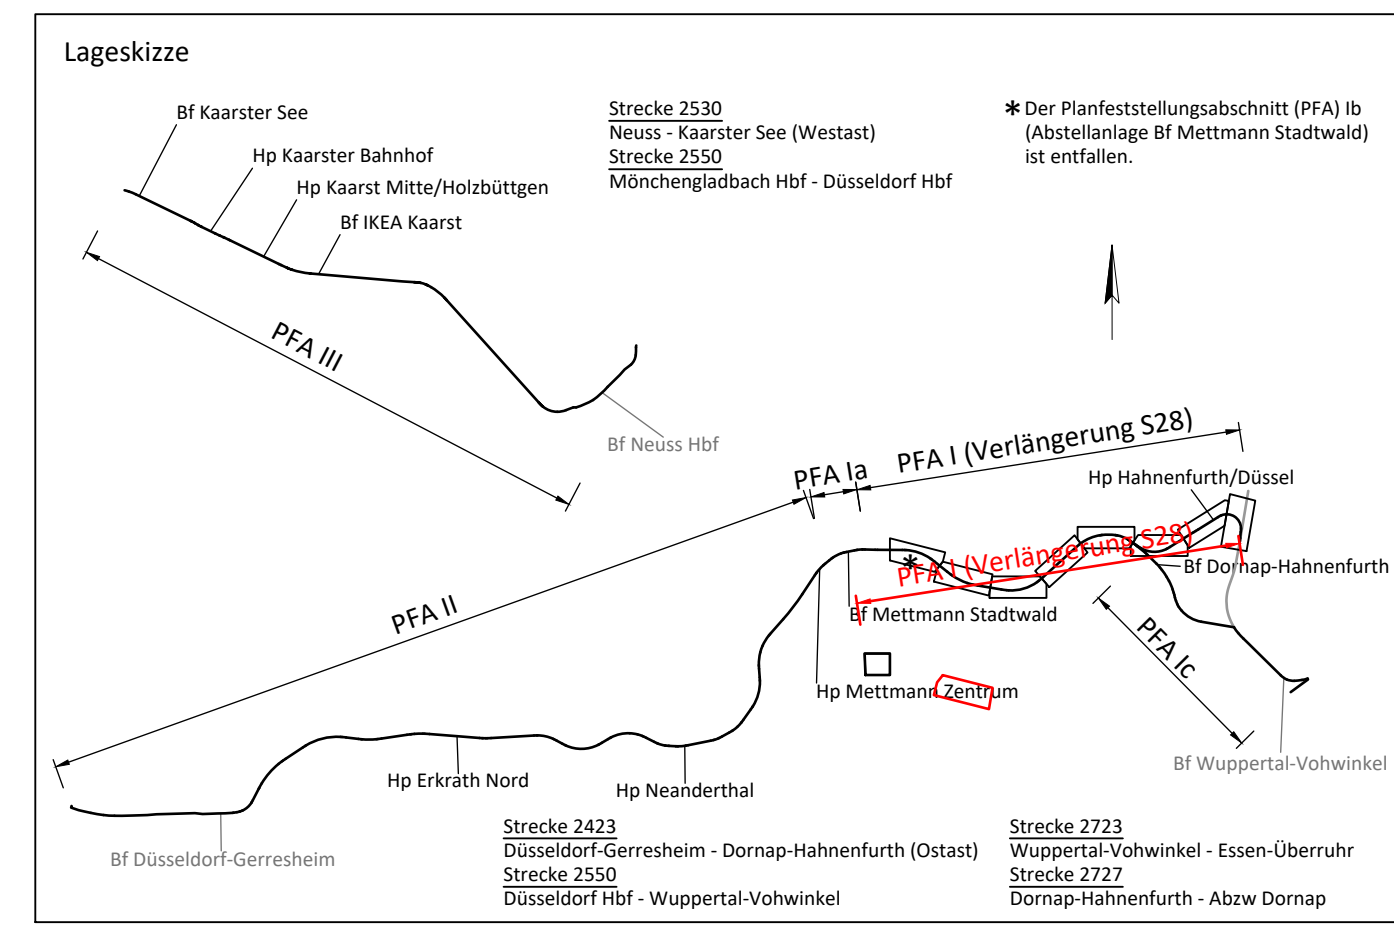 Lageskizze
Bf Kaarster See
Hp Kaarster Bahnhof
Hp Kaarst Mitte/Holzbüttgen
Bf IKEA Kaarst
Strecke 2530
Neuss - Kaarster See (Westast)
Strecke 2550
Mönchengladbach Hbf - Düsseldorf Hbf
* Der Planfeststellungsabschnitt (PFA) Ib
(Abstellanlage Bf Mettmann Stadtwald)
ist entfallen.
PFA III
Bf Neuss Hbf
PFA Ia
PFA I (Verlängerung S28)
Hp Hahnenfurth/Düssel
PFA I (Verlängerung S28)
*
Bf Dornap-Hahnenfurth
Bf Mettmann Stadtwald
PFA II
PFA Ic
Hp Mettmann Zentrum
Bf Wuppertal-Vohwinkel
Hp Erkrath Nord
Hp Neanderthal
Bf Düsseldorf-Gerresheim
Strecke 2423
Düsseldorf-Gerresheim - Dornap-Hahnenfurth (Ostast)
Strecke 2550
Düsseldorf Hbf - Wuppertal-Vohwinkel
Strecke 2723
Wuppertal-Vohwinkel - Essen-Überruhr
Strecke 2727
Dornap-Hahnenfurth - Abzw Dornap